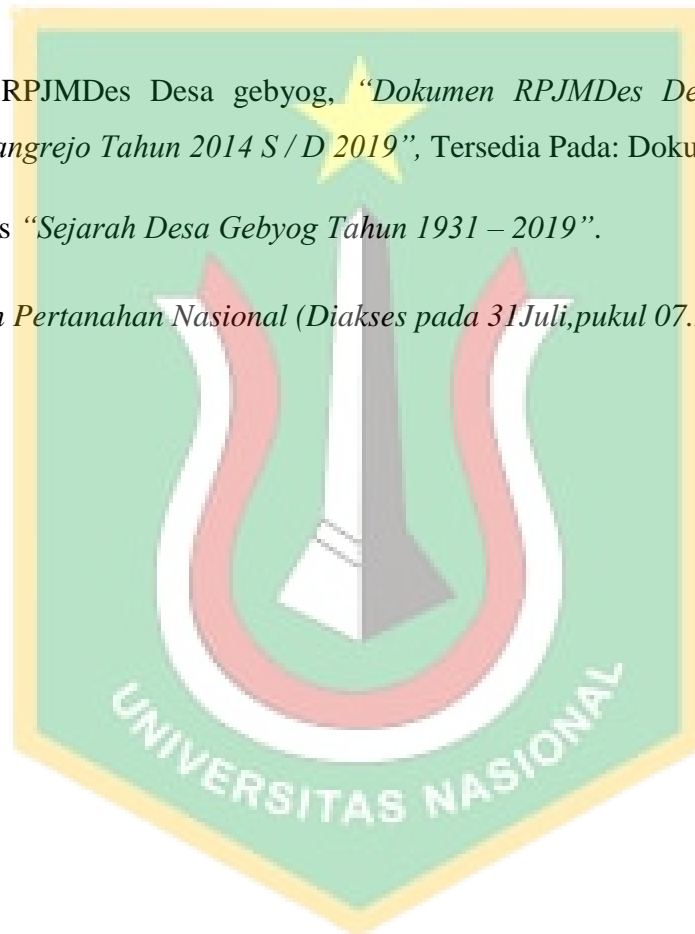 RPJMDes Desa gebyog, “Dokumen RPJMDes De
angrejo Tahun 2014 S / D 2019”, Tersedia Pada: Doku
s “Sejarah Desa Gebyog Tahun 1931 – 2019”.
n Pertanahan Nasional (Diakses pada 31Juli,pukul 07.
UNIVERSITAS NASIONAL